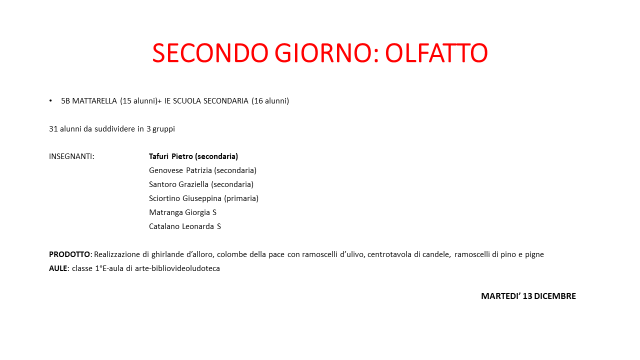 SECONDO GIORNO: OLFATTO
• 5B MATTARELLA (15 alunni)+ IE SCUOLA SECONDARIA (16 alunni)
31 alunni da suddividere in 3 gruppi
INSEGNANTI: Tafuri Pietro (secondaria)
Genovese Patrizia (secondaria)
Santoro Graziella (secondaria)
Sciortino Giuseppina (primaria)
Matranga Giorgia S
Catalano Leonarda S
PRODOTTO: Realizzazione di ghirlande d'alloro, colombe della pace con ramoscelli d'ulivo, centrotavola di candele, ramoscelli di pino e pigne
AULE: classe 1°E-aula di arte-bibliovideoludoteca
MARTEDI' 13 DICEMBRE